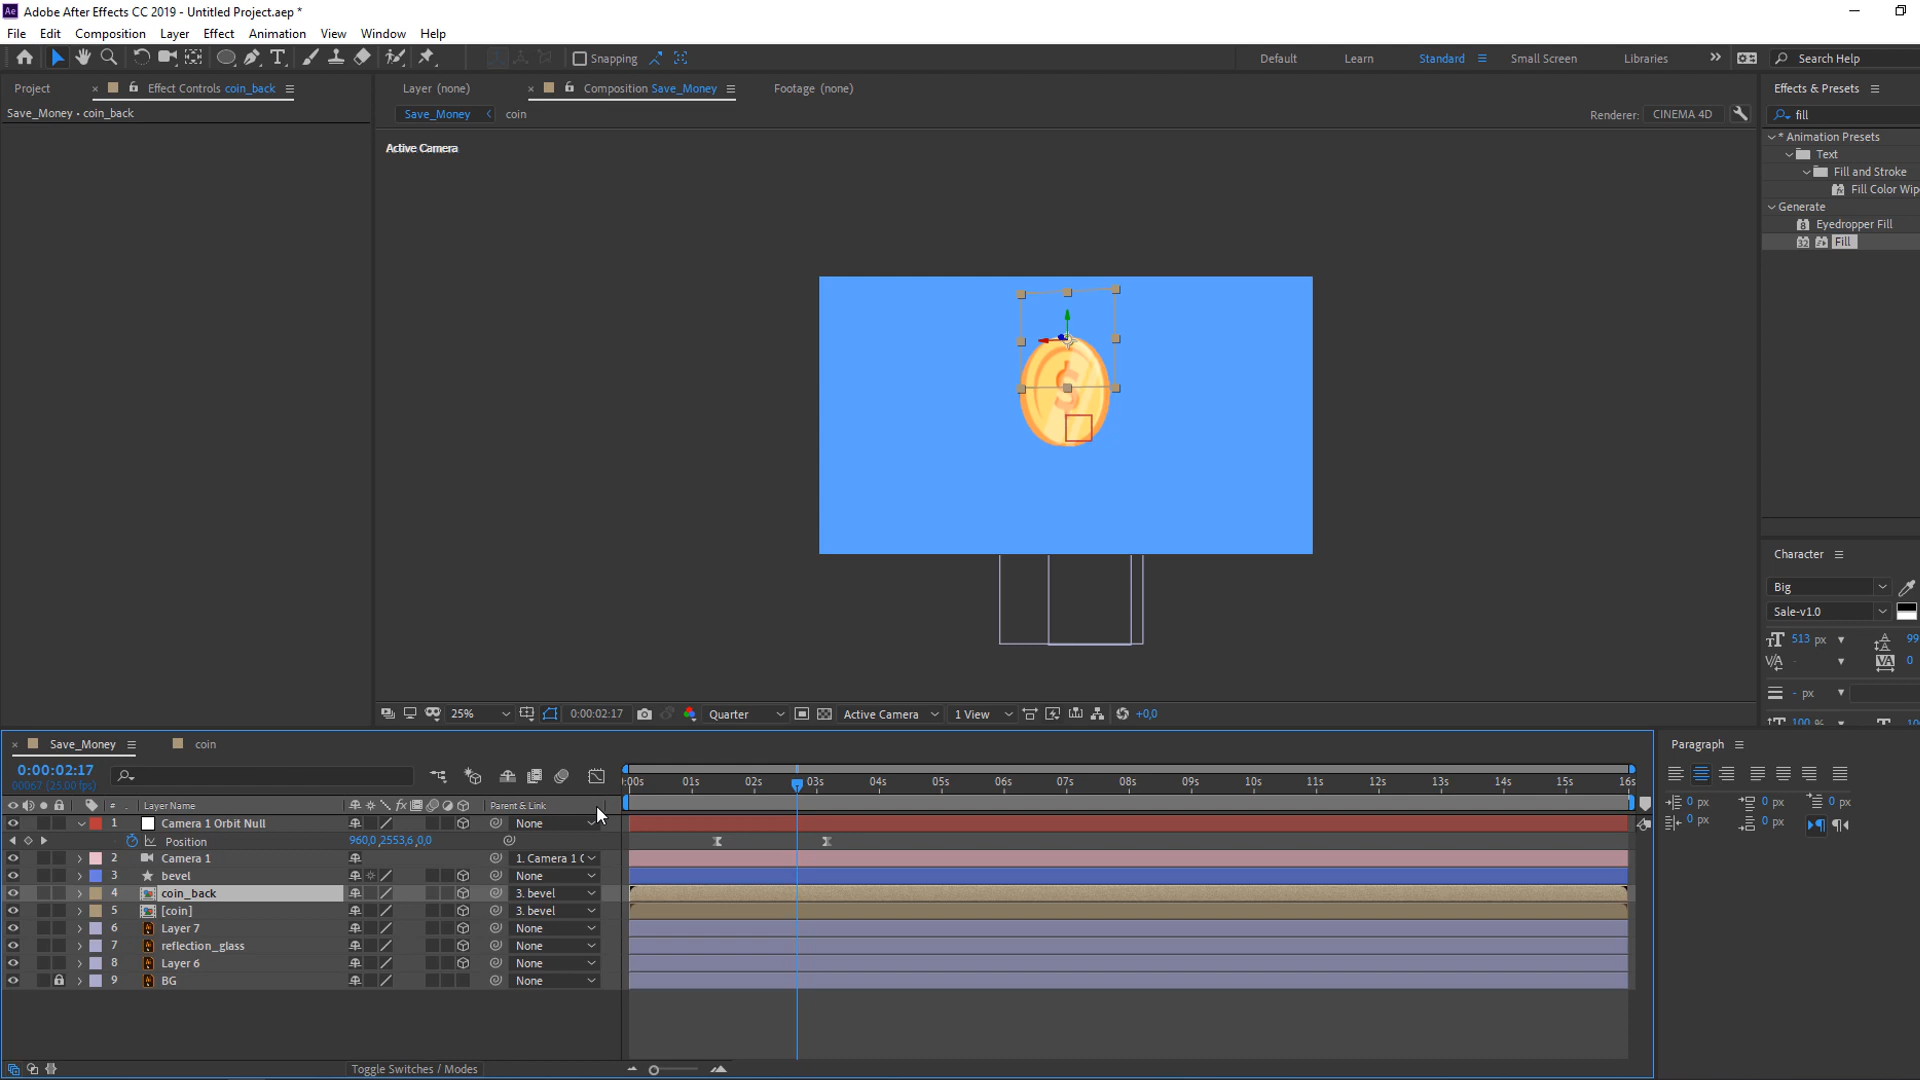 Adobe After Effects CC 2019 - Untitled Project.aep *
File Edit Composition Layer Effect Animation View Window Help
Snapping Default Learn Standard Small Screen Libraries Search Help
Project Effect Controls coin_back
Save_Money • coin_back
Layer (none) Composition Save_Money Footage (none)
Save_Money coin
Renderer: CINEMA 4D
Active Camera
Effects & Presets
fill
* Animation Presets
Text
Fill and Stroke
Fill Color Wip
Generate
Eyedropper Fill
Fill
Character
Big
Sale-v1.0
513 px
99
0
- px
100 %
25% 0:00:02:17 Quarter Active Camera 1 View +0,0
Save_Money coin
0:00:02:17
00067 (25.00 fps)
:00s 01s 02s 03s 04s 05s 06s 07s 08s 09s 10s 11s 12s 13s 14s 15s 16s
# Layer Name Parent & Link
1 Camera 1 Orbit Null None
Position 960,0,2553,6,0,0
2 Camera 1 1. Camera 1 (
3 bevel None
4 coin_back 3. bevel
5 [coin] 3. bevel
6 Layer 7 None
7 reflection_glass None
8 Layer 6 None
9 BG None
Toggle Switches / Modes
Paragraph
0 px 0 px 0 px
0 px 0 px